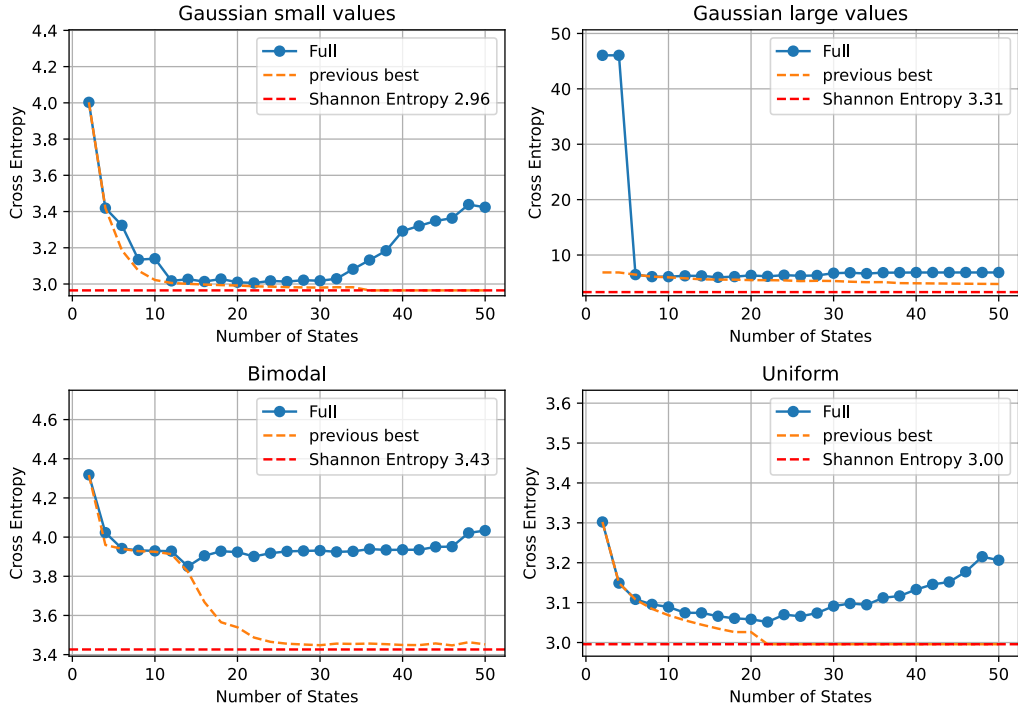 Gaussian small values
4.4
4.2
4.0
3.8
3.6
3.4
3.2
3.0
Cross Entropy
Full
previous best
Shannon Entropy 2.96
0 10 20 30 40 50
Number of States
Gaussian large values
50
40
30
20
10
Cross Entropy
Full
previous best
Shannon Entropy 3.31
0 10 20 30 40 50
Number of States
Bimodal
4.6
4.4
4.2
4.0
3.8
3.6
3.4
Cross Entropy
Full
previous best
Shannon Entropy 3.43
0 10 20 30 40 50
Number of States
Uniform
3.6
3.5
3.4
3.3
3.2
3.1
3.0
Cross Entropy
Full
previous best
Shannon Entropy 3.00
0 10 20 30 40 50
Number of States